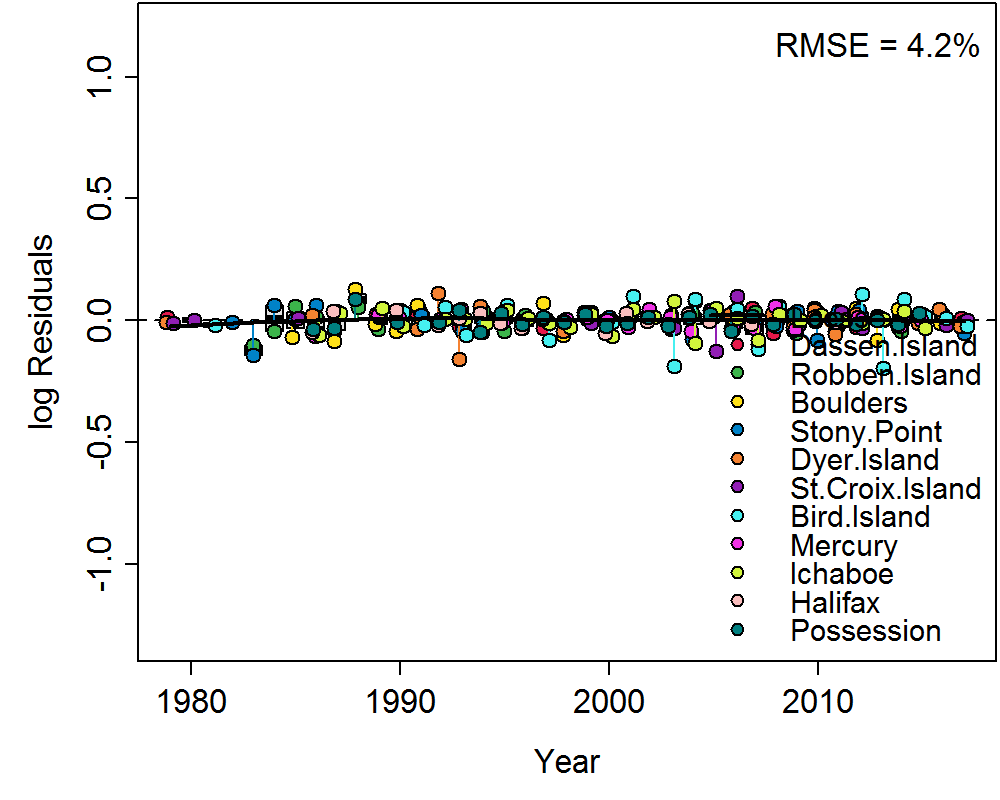 RMSE = 4.2%
1.0
0.5
0.0
-0.5
-1.0
log Residuals
Dassen.Island
Robben.Island
Boulders
Stony.Point
Dyer.Island
St.Croix.Island
Bird.Island
Mercury
Ichaboe
Halifax
Possession
1980
1990
2000
2010
Year